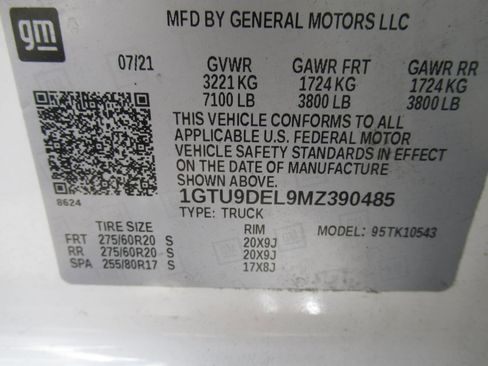 gm
MFD BY GENERAL MOTORS LLC
07/21 GVWR GAWR FRT GAWR RR
3221 KG 1724 KG 1724 KG
7100 LB 3800 LB 3800 LB
THIS VEHICLE CONFORMS TO ALL
APPLICABLE U.S. FEDERAL MOTOR
VEHICLE SAFETY STANDARDS IN EFFECT
ON THE DATE OF MANUFACTURE
SHOWN ABOVE.
8624
1GTU9DEL9MZ390485
TYPE: TRUCK
TIRE SIZE RIM MODEL: 95TK10543
FRT 275/60R20 S 20X9J
RR 275/60R20 S 20X9J
SPA 255/80R17 S 17X8J